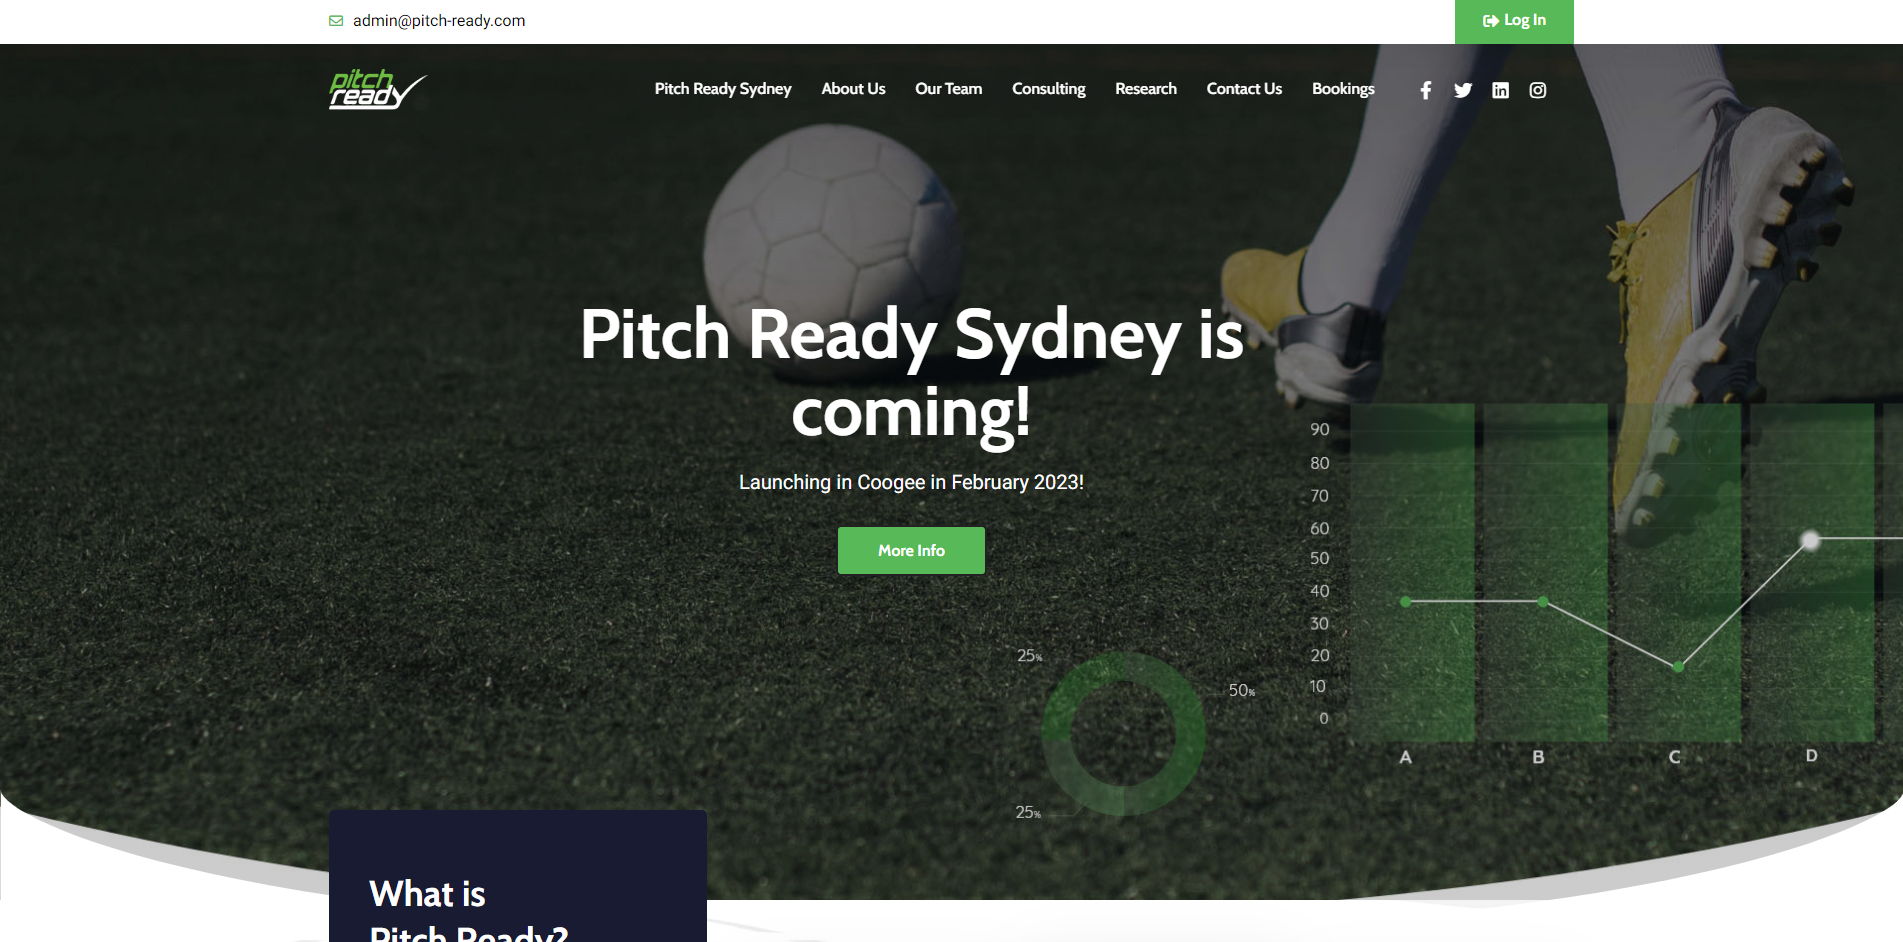 admin@pitch-ready.com
Log In
pitch
ready
Pitch Ready Sydney
About Us
Our Team
Consulting
Research
Contact Us
Bookings
Pitch Ready Sydney is
coming!
Launching in Coogee in February 2023!
More Info
90
80
70
60
50
40
30
20
10
0
A
B
C
D
25%
50%
25%
What is
Pitch Ready?